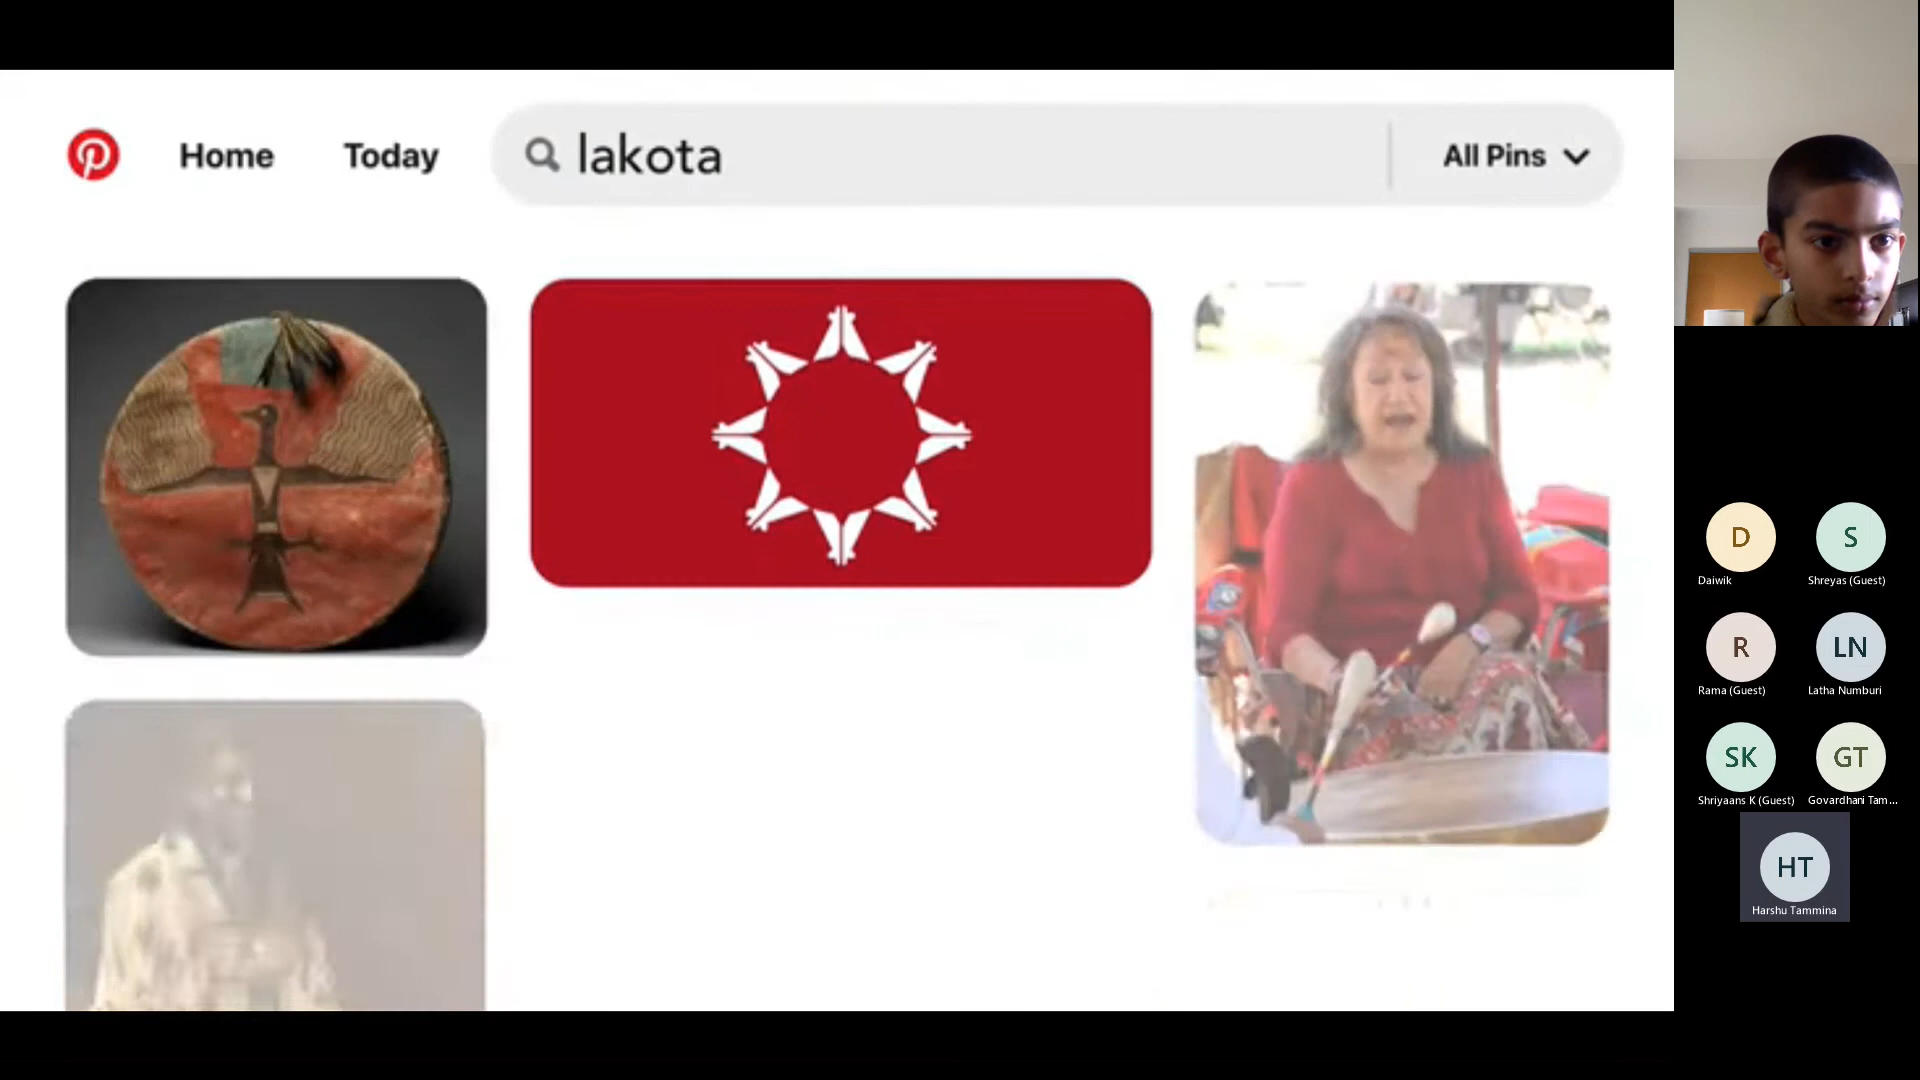 Home Today lakota All Pins
D
Daiwik
S
Shreyas (Guest)
R
Rama (Guest)
LN
Latha Numburi
SK
Shriyaans K (Guest)
GT
Govardhani Tam...
HT
Harshu Tammina